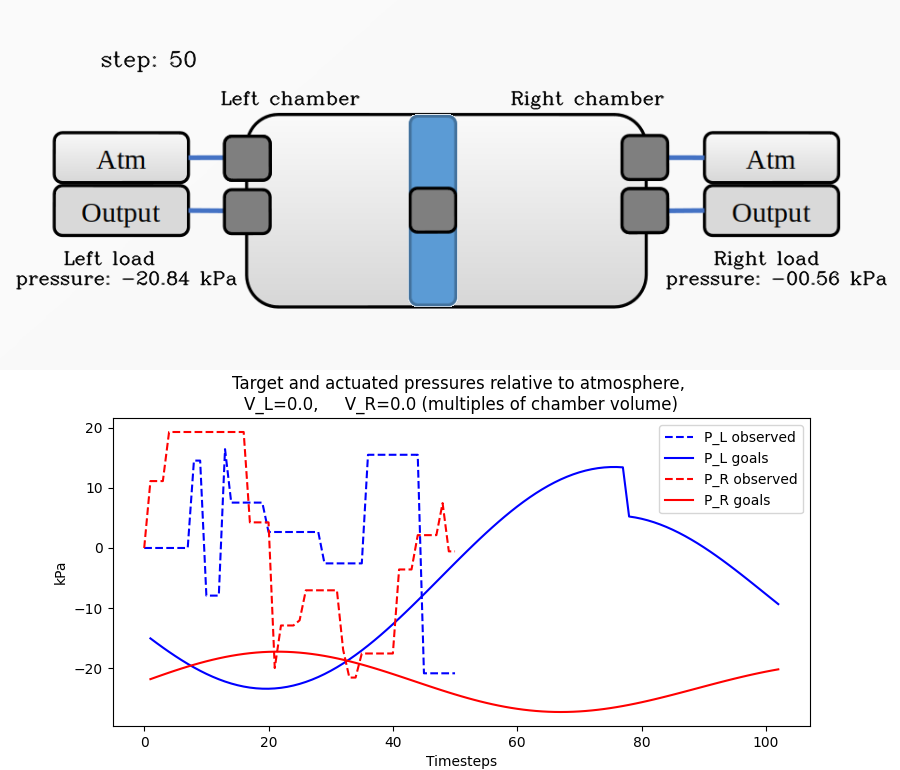 step: 50
Left chamber
Right chamber
Atm
Atm
Output
Output
Left load
pressure: -20.84 kPa
Right load
pressure: -00.56 kPa
Target and actuated pressures relative to atmosphere,
V_L=0.0, V_R=0.0 (multiples of chamber volume)
20
10
0
−10
−20
kPa
P_L observed
P_L goals
P_R observed
P_R goals
0 20 40 60 80 100
Timesteps